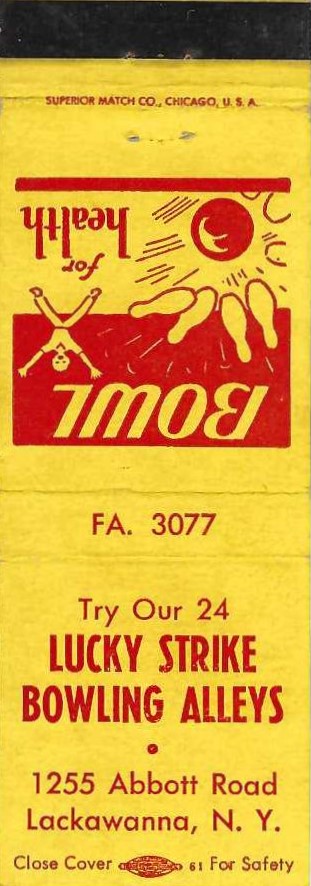 SUPERIOR MATCH CO., CHICAGO, U. S. A.
BOWL
for
health
FA. 3077
Try Our 24
LUCKY STRIKE
BOWLING ALLEYS
•
1255 Abbott Road
Lackawanna, N. Y.
Close Cover 61 For Safety